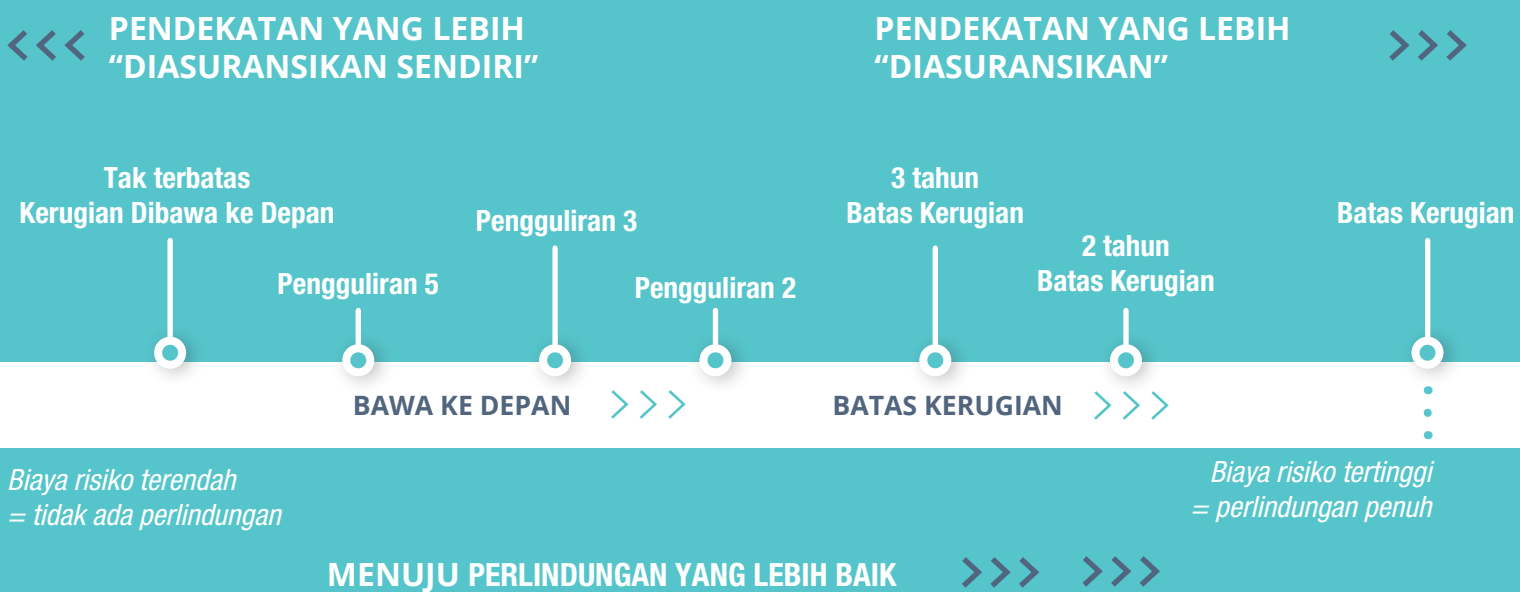 PENDEKATAN YANG LEBIH
“DIASURANSIKAN SENDIRI”
PENDEKATAN YANG LEBIH
“DIASURANSIKAN”
Tak terbatas
Kerugian Dibawa ke Depan
Pengguliran 5
Pengguliran 3
Pengguliran 2
3 tahun
Batas Kerugian
2 tahun
Batas Kerugian
Batas Kerugian
BAWA KE DEPAN
BATAS KERUGIAN
Biaya risiko terendah
= tidak ada perlindungan
Biaya risiko tertinggi
= perlindungan penuh
MENUJU PERLINDUNGAN YANG LEBIH BAIK